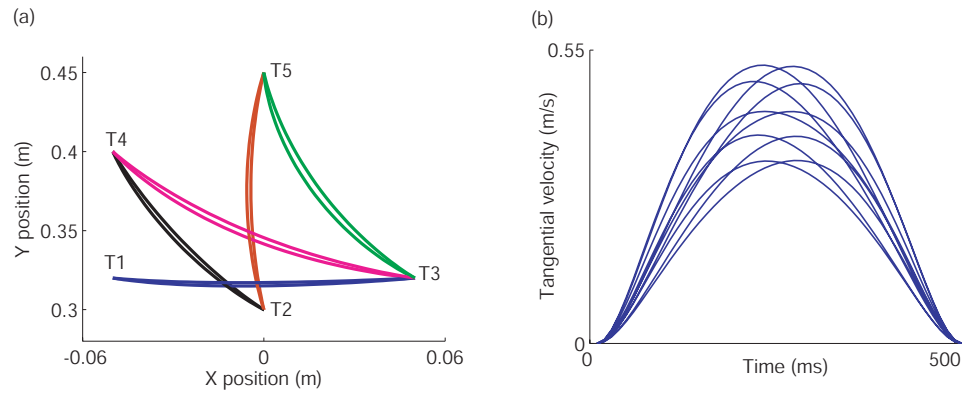 (a)
0.45
T5
T4
0.4
Y position (m)
0.35
T1
T3
0.3
T2
-0.06
0
0.06
X position (m)
(b)
0.55
Tangential velocity (m/s)
0
0
500
Time (ms)